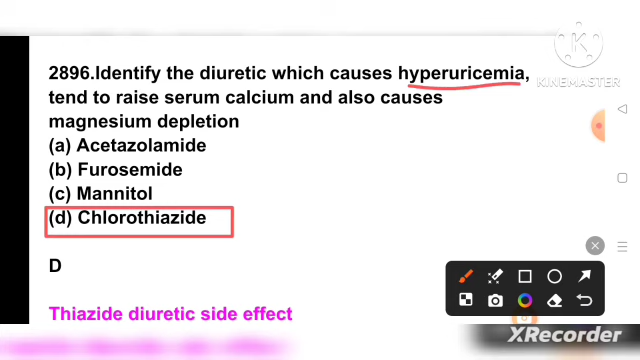 2896.Identify the diuretic which causes hyperuricemia,
tend to raise serum calcium and also causes
magnesium depletion
(a) Acetazolamide
(b) Furosemide
(c) Mannitol
(d) Chlorothiazide
D
Thiazide diuretic side effect
KINEMASTER
XRecorder